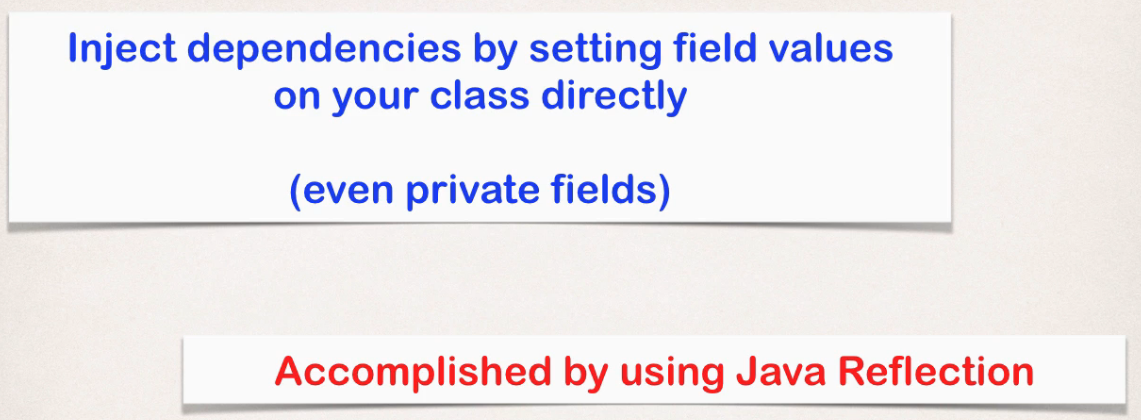 Inject dependencies by setting field values
on your class directly
(even private fields)
Accomplished by using Java Reflection